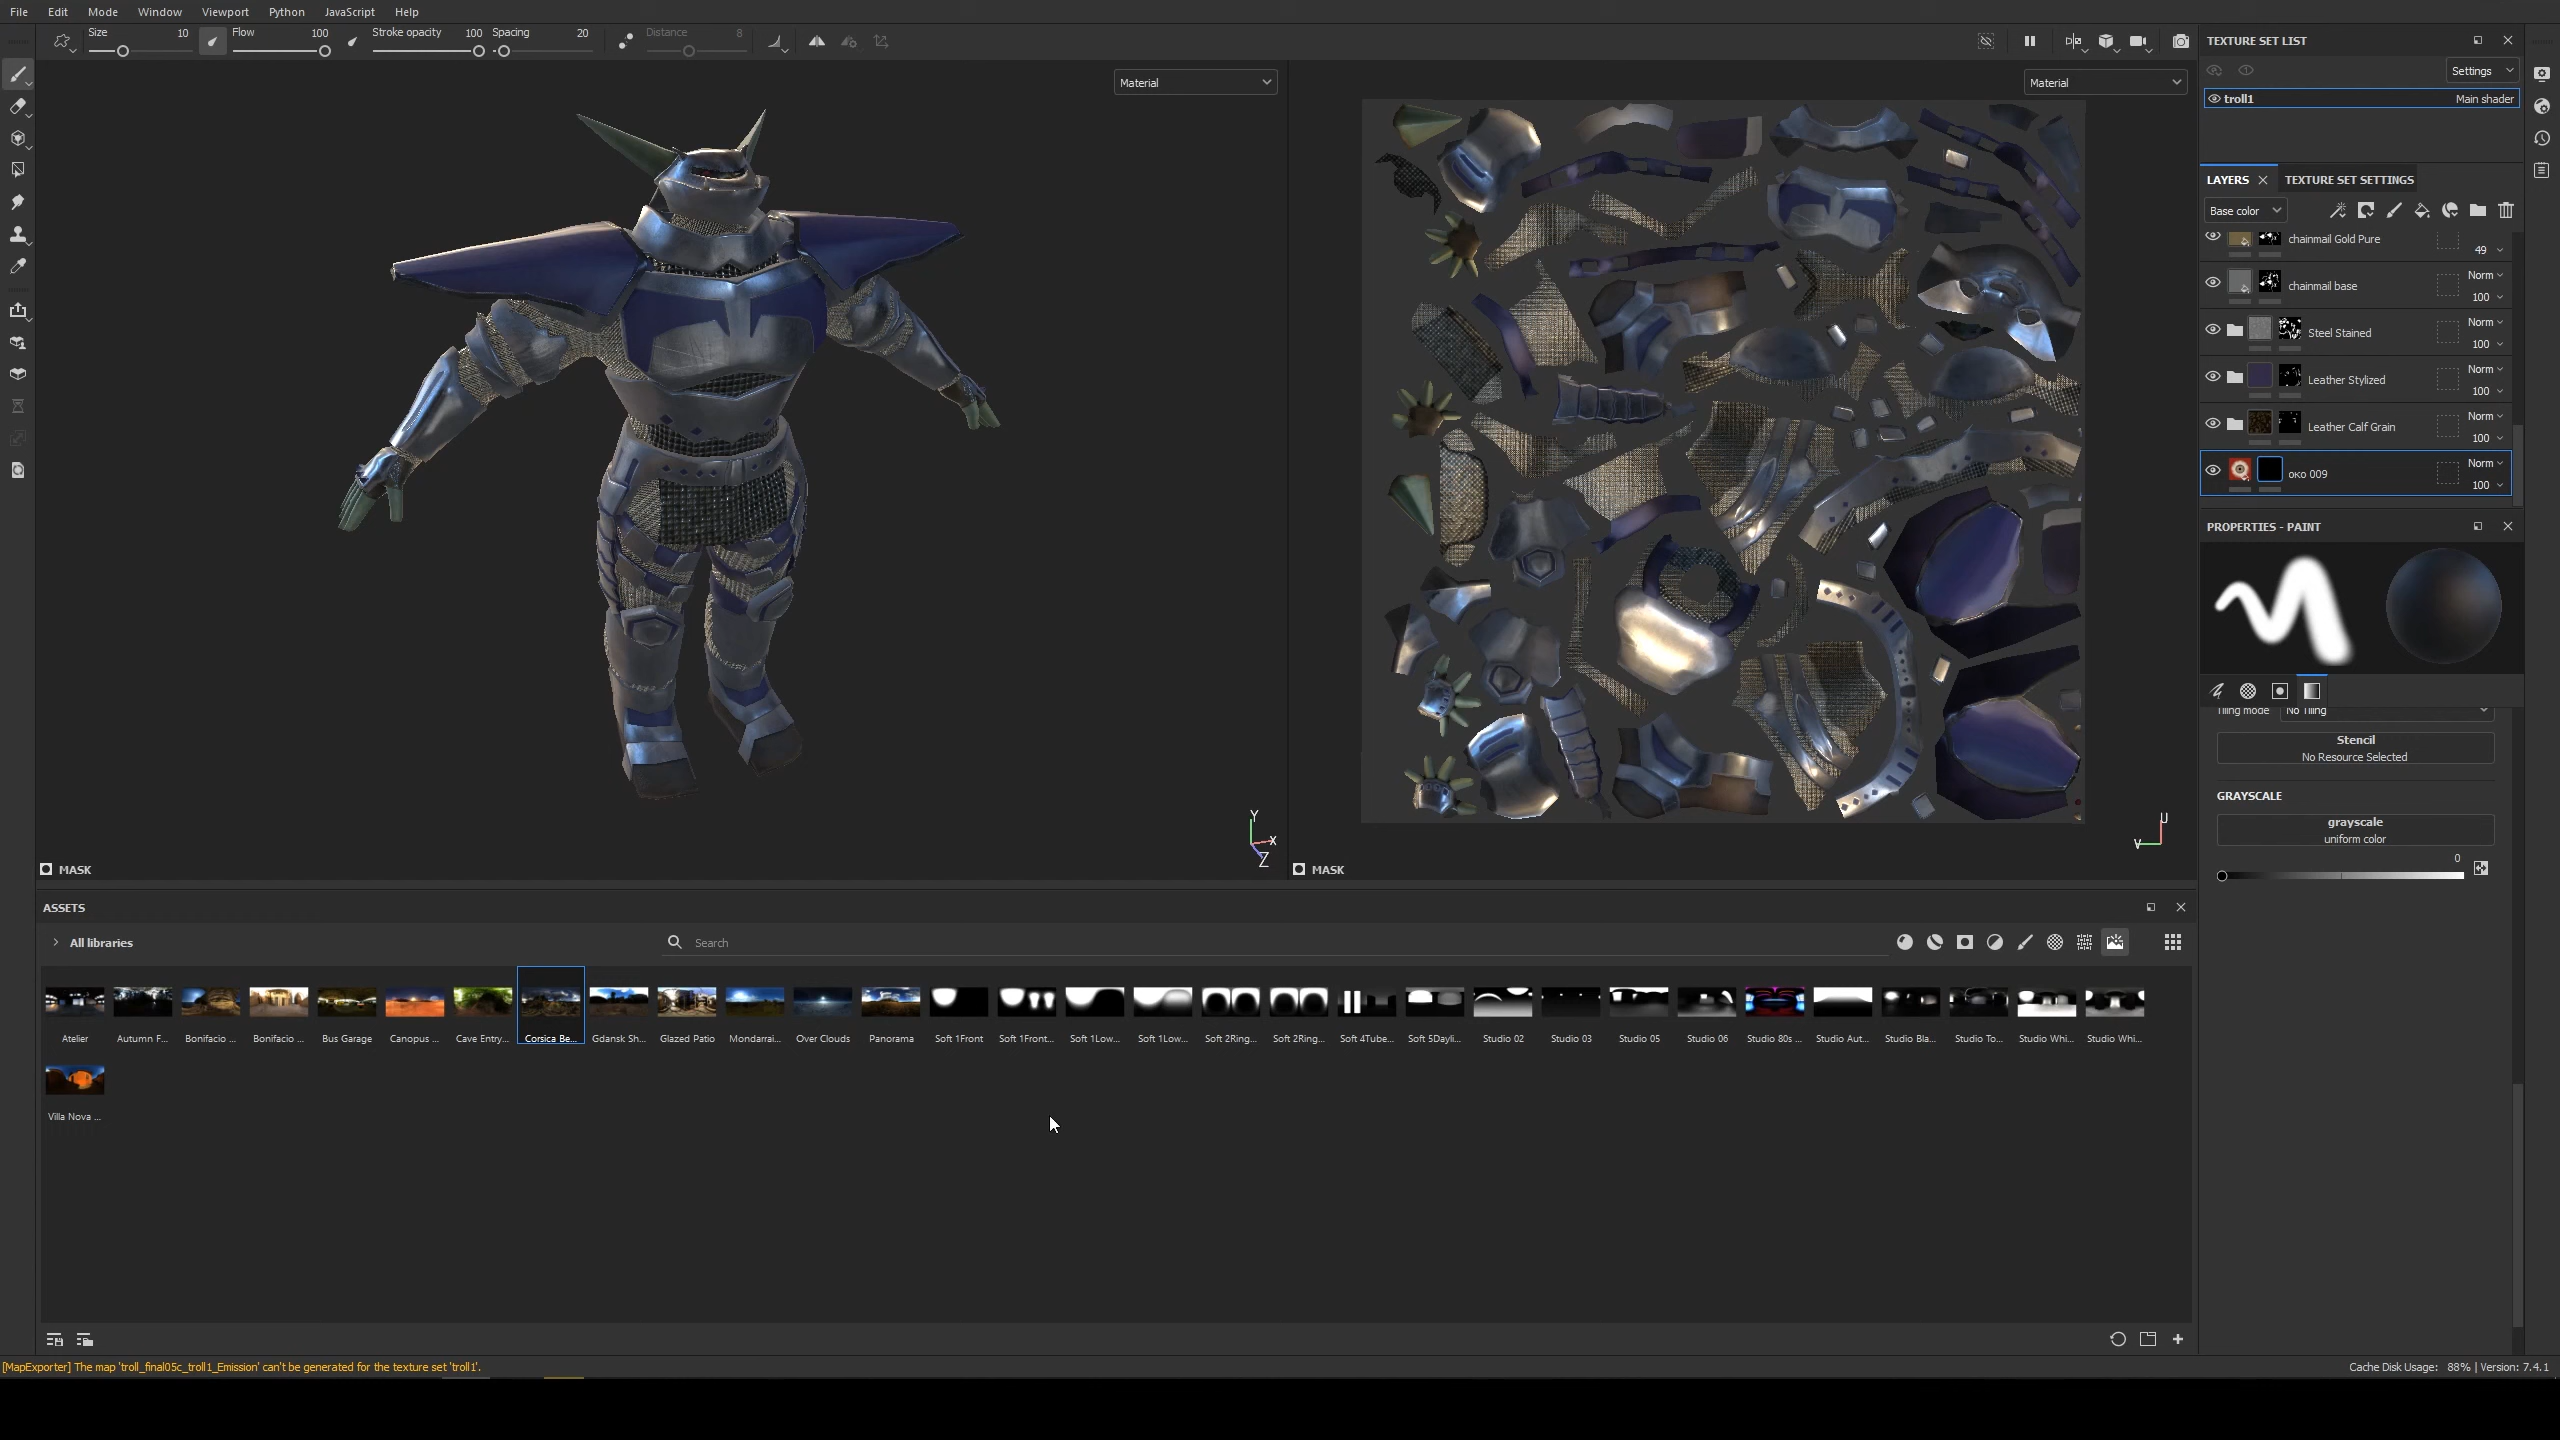 File Edit Mode Window Viewport Python JavaScript Help
Size 10 Flow 100 Stroke opacity 100 Spacing 20 Distance 8
Material
Material
TEXTURE SET LIST
Settings
troll1 Main shader
LAYERS TEXTURE SET SETTINGS
Base color
chainmail Gold Pure
49
Norm
chainmail base
100
Norm
Steel Stained
100
Norm
Leather Stylized
100
Norm
Leather Calf Grain
100
Norm
око 009
100
PROPERTIES - PAINT
Tiling mode No Tiling
Stencil
No Resource Selected
GRAYSCALE
grayscale
uniform color
0
Y
X
Z
U
V
MASK
MASK
ASSETS
All libraries
Search
Atelier Autumn F... Bonifacio ... Bonifacio ... Bus Garage Canopus ... Cave Entry... Corsica Be... Gdansk Sh... Glazed Patio Mondarrai... Over Clouds Panorama Soft 1Front Soft 1Front... Soft 1Low... Soft 1Low... Soft 2Ring... Soft 2Ring... Soft 4Tube... Soft 5Dayli... Studio 02 Studio 03 Studio 05 Studio 06 Studio 80s ... Studio Aut... Studio Bla... Studio To... Studio Whi... Studio Whi...
Villa Nova ...
[MapExporter] The map 'troll_final05c_troll1_Emission' can't be generated for the texture set 'troll1'.
Cache Disk Usage: 88% | Version: 7.4.1